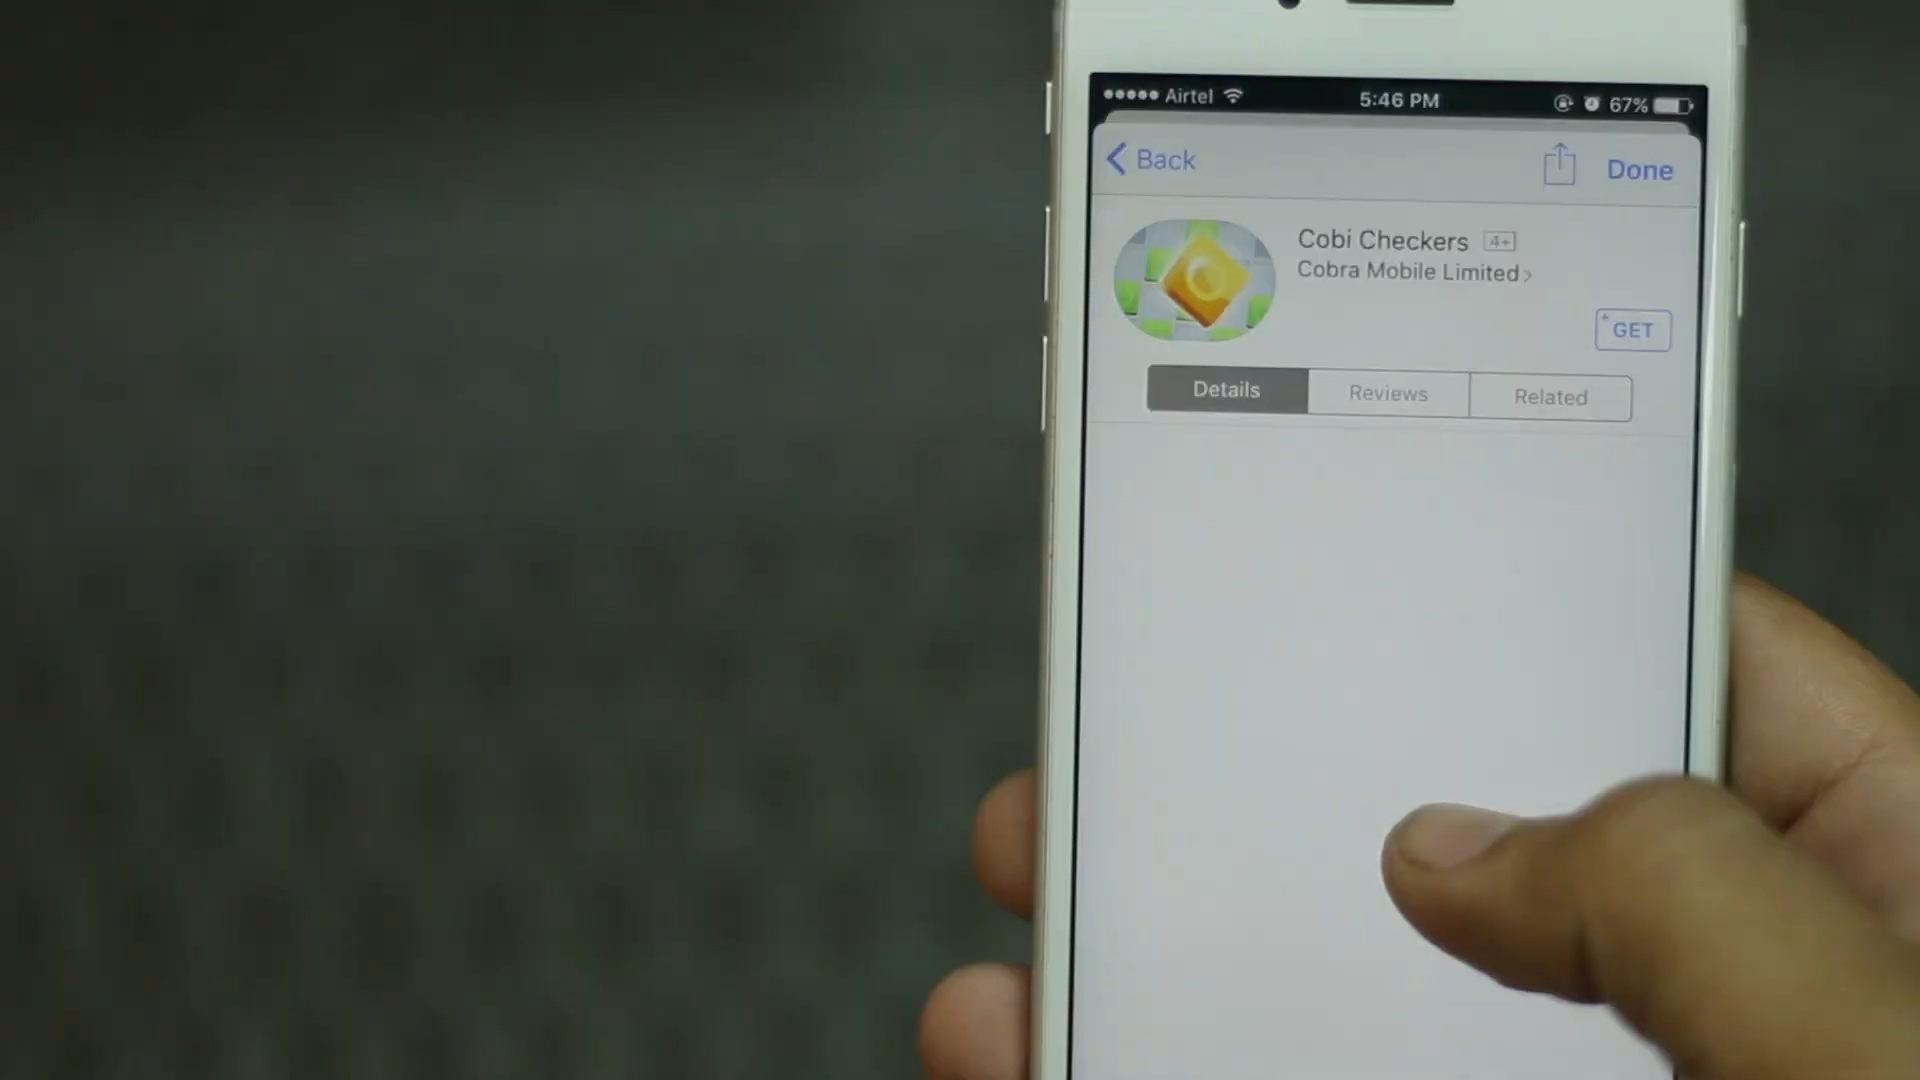 Airtel 5:46 PM 67%
Back Done
Cobi Checkers 4+
Cobra Mobile Limited
+ GET
Details Reviews Related